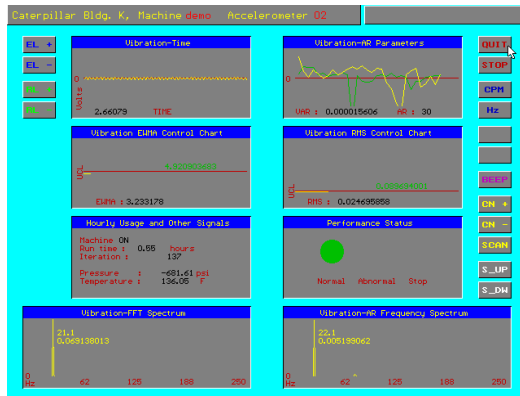 Caterpillar Bldg. K, Machine demo Accelerometer 02
EL +
EL -
AL +
AL -
Vibration-Time
0
Volts
2.66079 TIME
Vibration-AR Parameters
0
VAR : 0.000015606 AR : 30
Vibration EWMA Control Chart
UCL
EWMA : 3.233178
Vibration RMS Control Chart
UCL
RMS : 0.024695858
Hourly Usage and Other Signals
Machine ON
Run time : 0.55 hours
Iteration : 137
Pressure : -681.61 psi
Temperature : 136.05 F
Performance Status
Normal Abnormal Stop
Vibration-FFT Spectrum
21.1
0.069138013
0
Hz 62 125 188 250
Vibration-AR Frequency Spectrum
22.1
0.005199062
0
Hz 62 125 188 250
QUIT
STOP
CPM
Hz
BEEP
CN +
CN -
SCAN
S_UP
S_DW